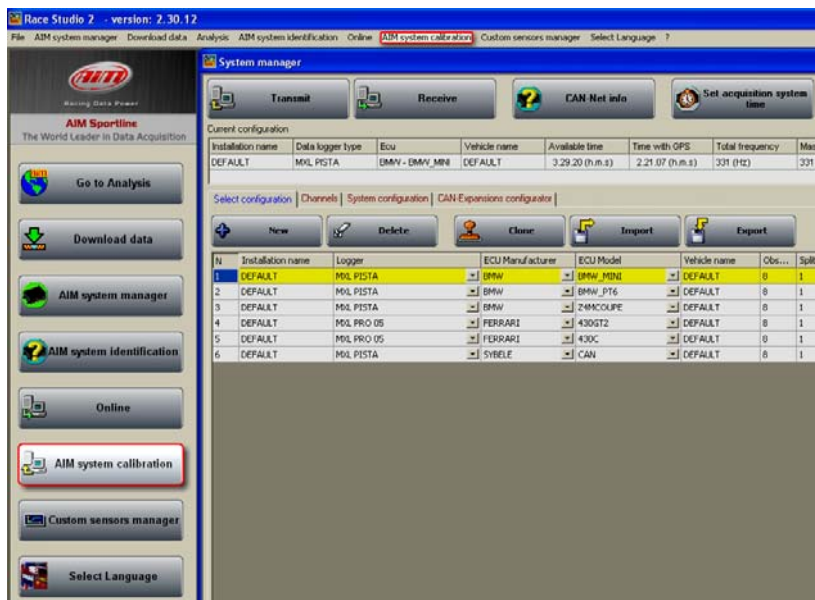 Race Studio 2 - version: 2.30.12
File AIM system manager Download data Analysis AIM system identification Online AIM system calibration Custom sensors manager Select Language ?
AIM
Racing Data Power
AIM Sportline
The World Leader in Data Acquisition
Go to Analysis
Download data
AIM system manager
AIM system identification
Online
AIM system calibration
Custom sensors manager
Select Language
System manager
Transmit Receive CAN-Net info Set acquisition system time
Current configuration
Installation name Data logger type Ecu Vehicle name Available time Time with GPS Total frequency Mas
DEFAULT MXL PISTA BMW - BMW_MINI DEFAULT 3.29.20 (h.m.s) 2.21.07 (h.m.s) 331 (Hz) 331
Select configuration Channels System configuration CAN-Expansions configurator
New Delete Clone Import Export
N Installation name Logger ECU Manufacturer ECU Model Vehicle name Obs... Split
1 DEFAULT MXL PISTA BMW BMW_MINI DEFAULT 8 1
2 DEFAULT MXL PISTA BMW BMW_PT6 DEFAULT 8 1
3 DEFAULT MXL PISTA BMW Z4MCOUPE DEFAULT 8 1
4 DEFAULT MXL PRO 05 FERRARI 430GT2 DEFAULT 8 1
5 DEFAULT MXL PRO 05 FERRARI 430C DEFAULT 8 1
6 DEFAULT MXL PISTA SYBELE CAN DEFAULT 8 1